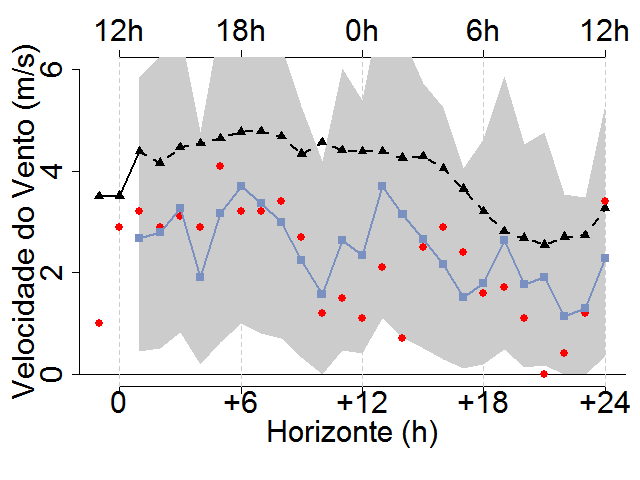 12h 18h 0h 6h 12h
Velocidade do Vento (m/s)
6
4
2
0
0 +6 +12 +18 +24
Horizonte (h)